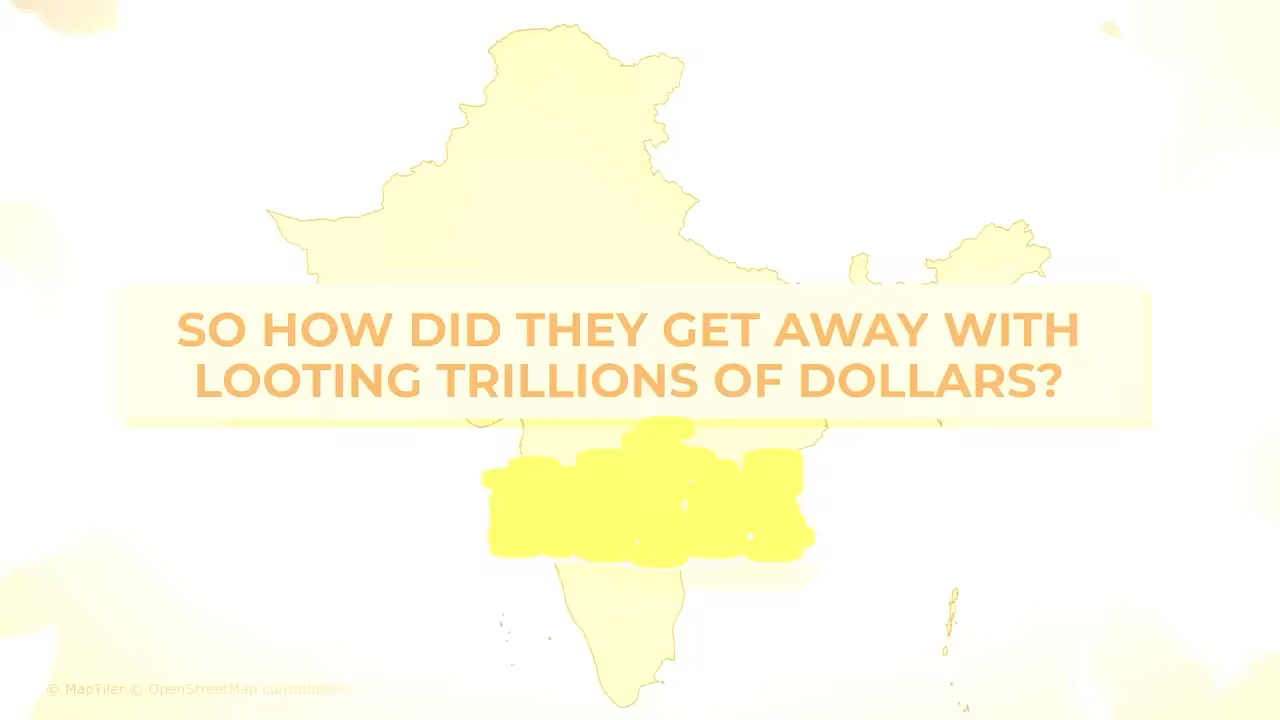 SO HOW DID THEY GET AWAY WITH
LOOTING TRILLIONS OF DOLLARS?
© MapTiler © OpenStreetMap